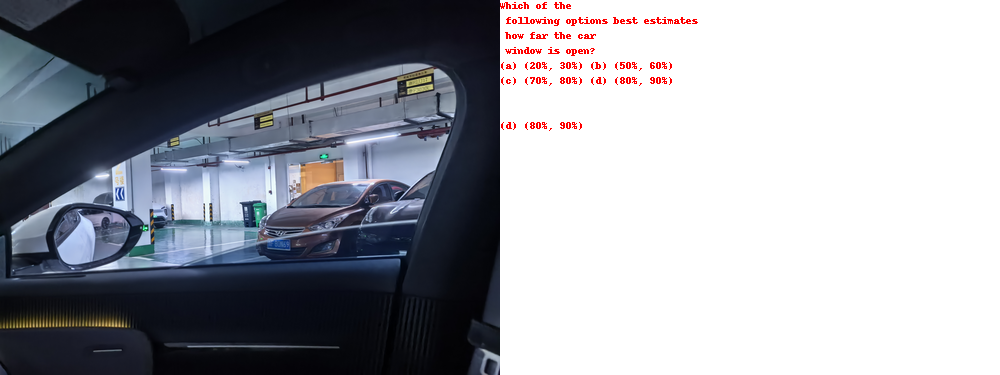 Which of the
following options best estimates
how far the car
window is open?
(a) (20%, 30%) (b) (50%, 60%)
(c) (70%, 80%) (d) (80%, 90%)
(d) (80%, 90%)